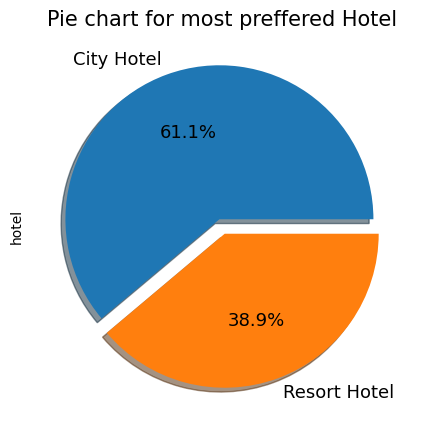 Pie chart for most preffered Hotel
City Hotel
61.1%
hotel
38.9%
Resort Hotel